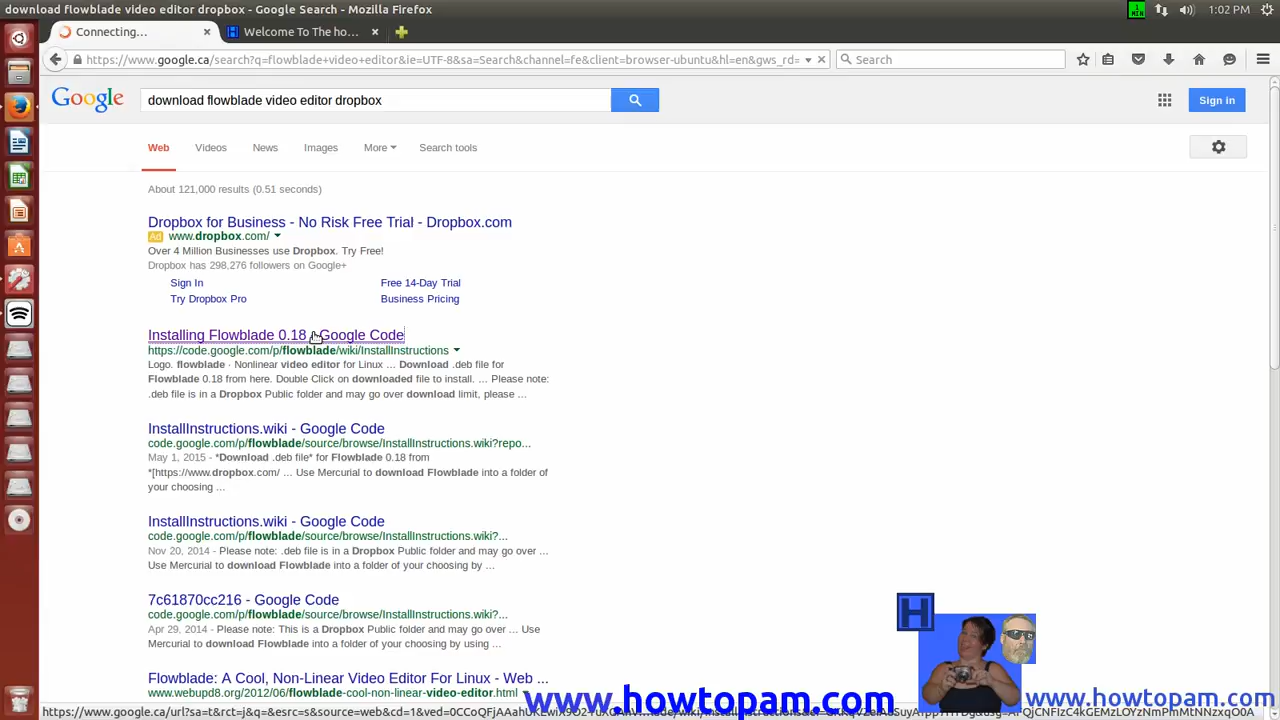 download flowblade video editor dropbox - Google Search - Mozilla Firefox
1:02 PM
Connecting…
Welcome To The ho...
https://www.google.ca/search?q=flowblade+video+editor&ie=UTF-8&sa=Search&channel=fe&client=browser-ubuntu&hl=en&gws_rd=
Search
Google
download flowblade video editor dropbox
Sign in
Web
Videos
News
Images
More
Search tools
About 121,000 results (0.51 seconds)
Dropbox for Business - No Risk Free Trial - Dropbox.com
Ad www.dropbox.com/
Over 4 Million Businesses use Dropbox. Try Free!
Dropbox has 298,276 followers on Google+
Sign In
Free 14-Day Trial
Try Dropbox Pro
Business Pricing
Installing Flowblade 0.18 - Google Code
https://code.google.com/p/flowblade/wiki/InstallInstructions
Logo. flowblade · Nonlinear video editor for Linux ... Download .deb file for
Flowblade 0.18 from here. Double Click on downloaded file to install. ... Please note:
.deb file is in a Dropbox Public folder and may go over download limit, please ...
InstallInstructions.wiki - Google Code
code.google.com/p/flowblade/source/browse/InstallInstructions.wiki?repo...
May 1, 2015 - *Download .deb file* for Flowblade 0.18 from
*[https://www.dropbox.com/ ... Use Mercurial to download Flowblade into a folder of
your choosing ...
InstallInstructions.wiki - Google Code
code.google.com/p/flowblade/source/browse/InstallInstructions.wiki?...
Nov 20, 2014 - Please note: .deb file is in a Dropbox Public folder and may go over ...
Use Mercurial to download Flowblade into a folder of your choosing by ...
7c61870cc216 - Google Code
code.google.com/p/flowblade/source/browse/InstallInstructions.wiki?...
Apr 29, 2014 - Please note: This is a Dropbox Public folder and may go over ... Use
Mercurial to download Flowblade into a folder of your choosing by using ...
Flowblade: A Cool, Non-Linear Video Editor For Linux - Web ...
www.webupd8.org/2012/06/flowblade-cool-non-linear-video-editor.html
H
www.howtopam.com
www.howtopam.com